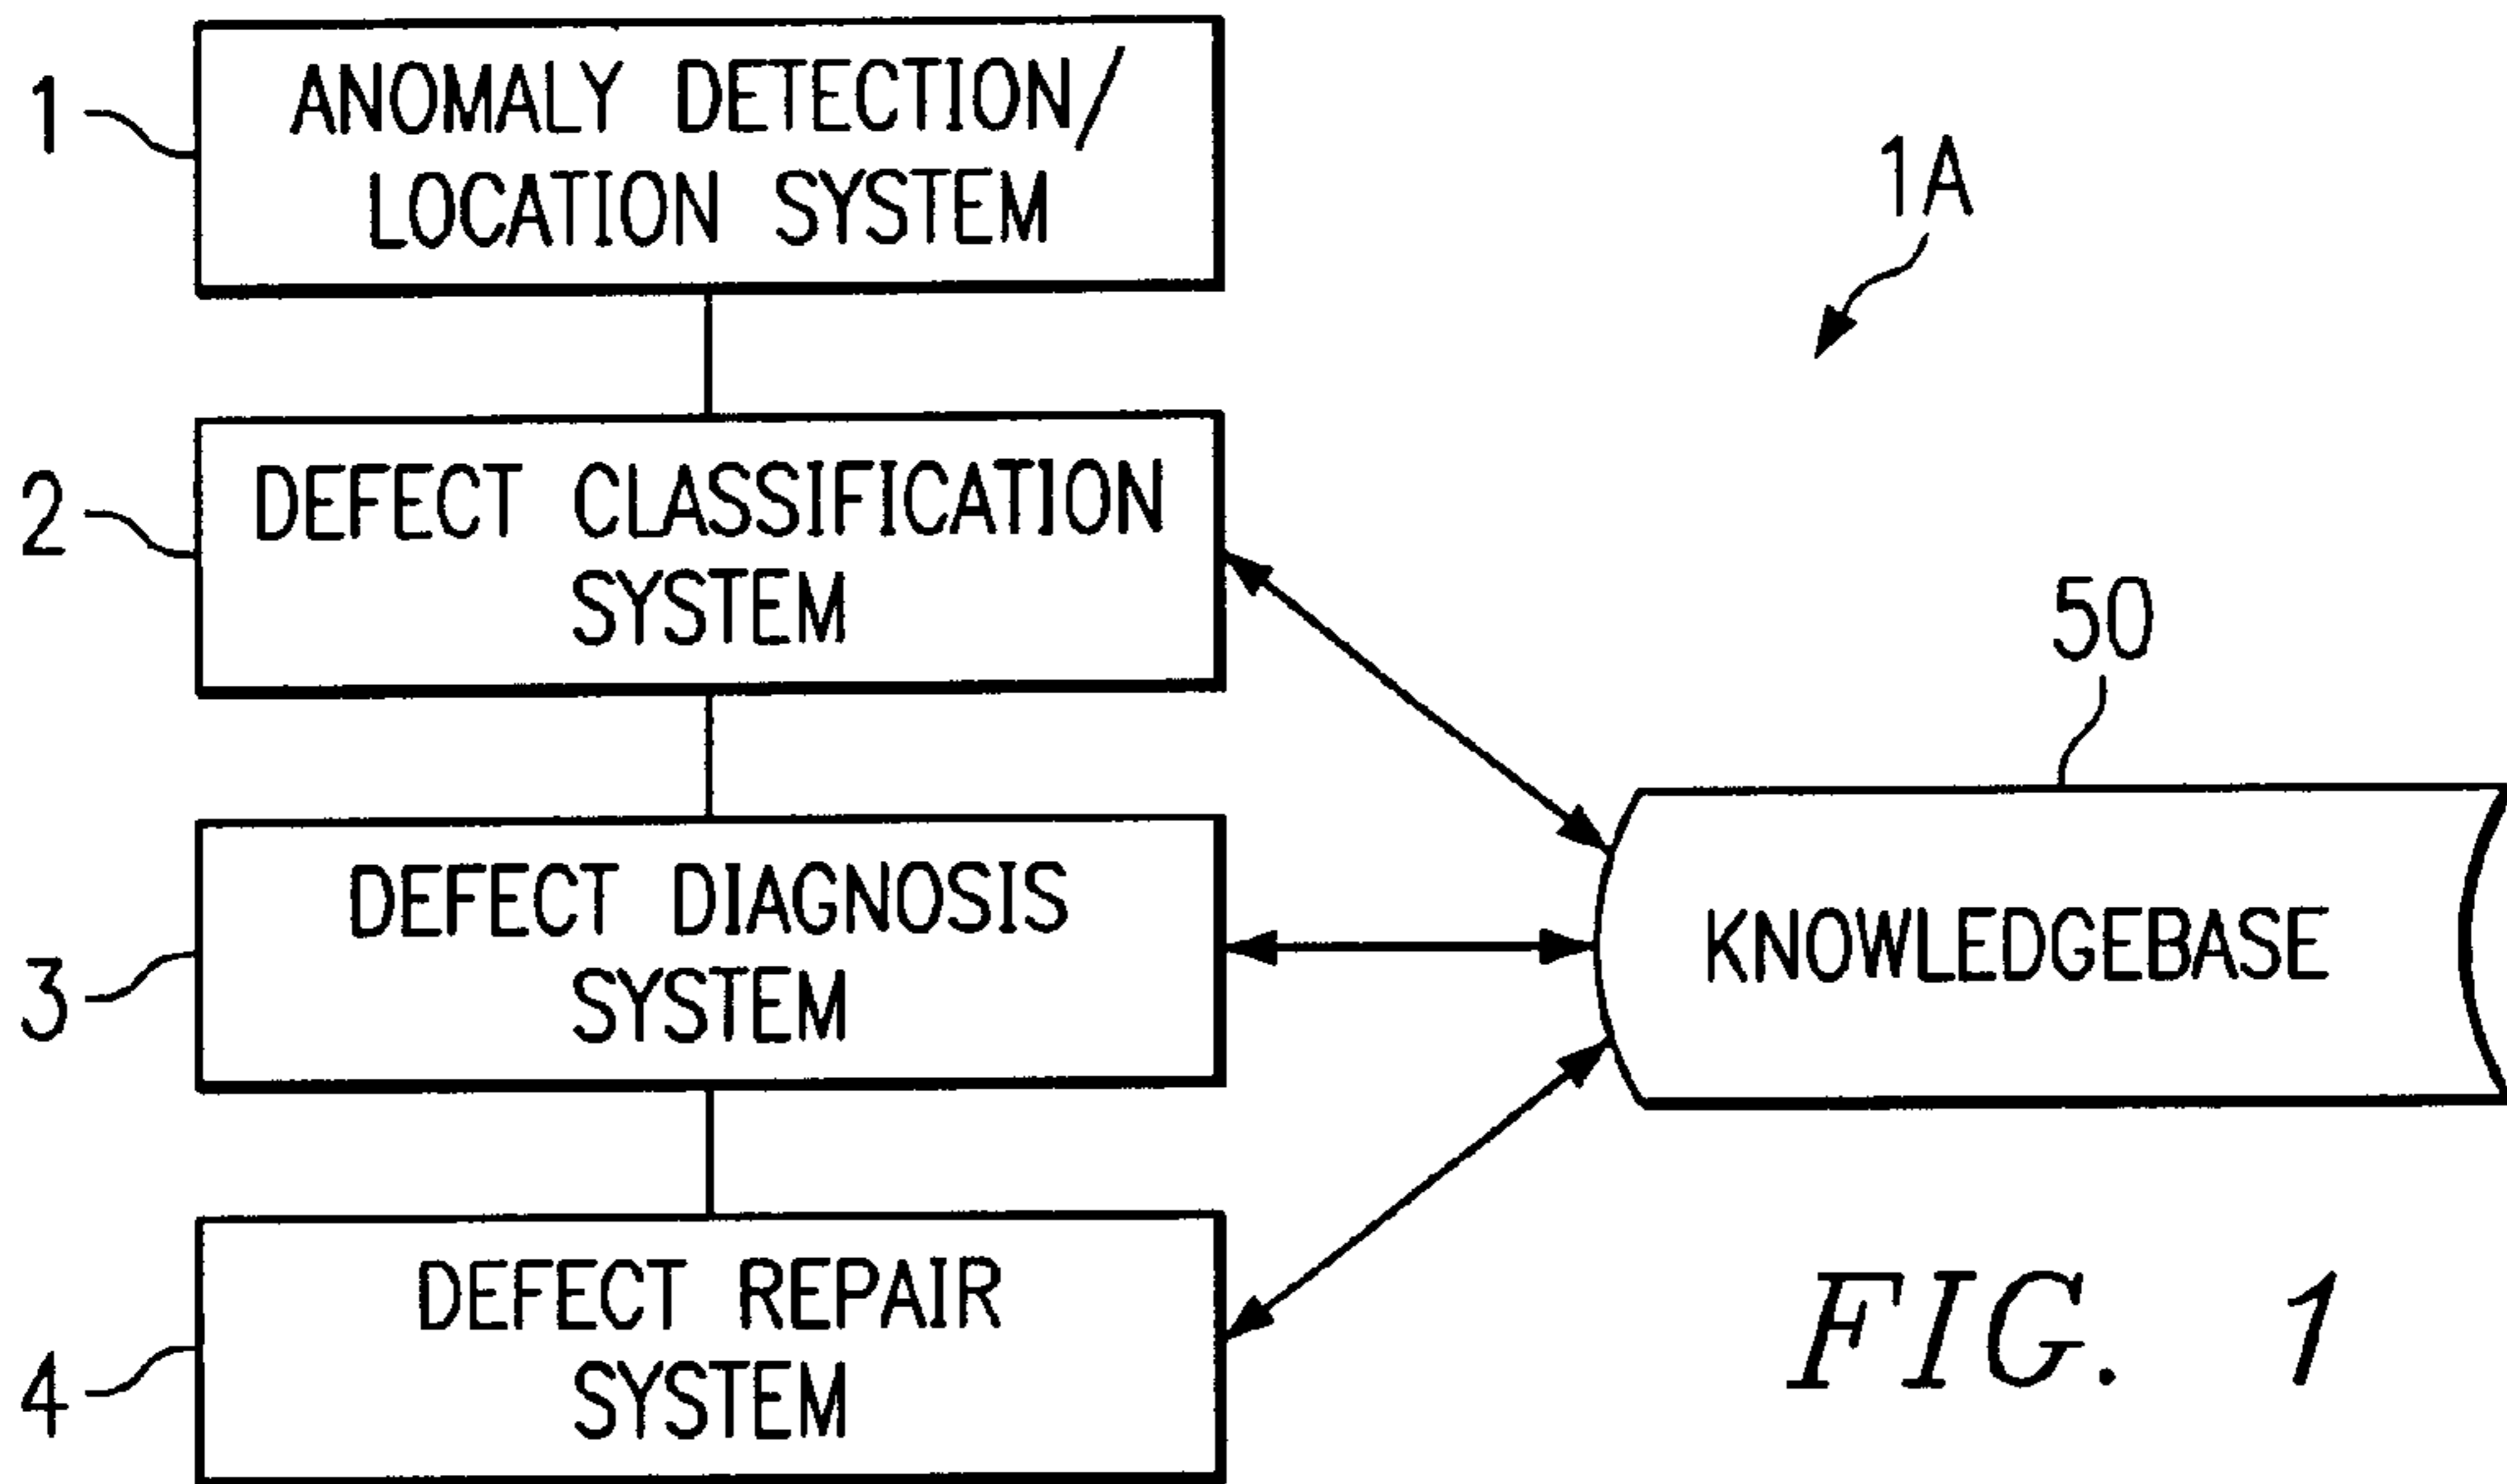 1
ANOMALY DETECTION/
LOCATION SYSTEM
1A
2
DEFECT CLASSIFICATION
SYSTEM
50
3
DEFECT DIAGNOSIS
SYSTEM
KNOWLEDGEBASE
4
DEFECT REPAIR
SYSTEM
FIG. 1